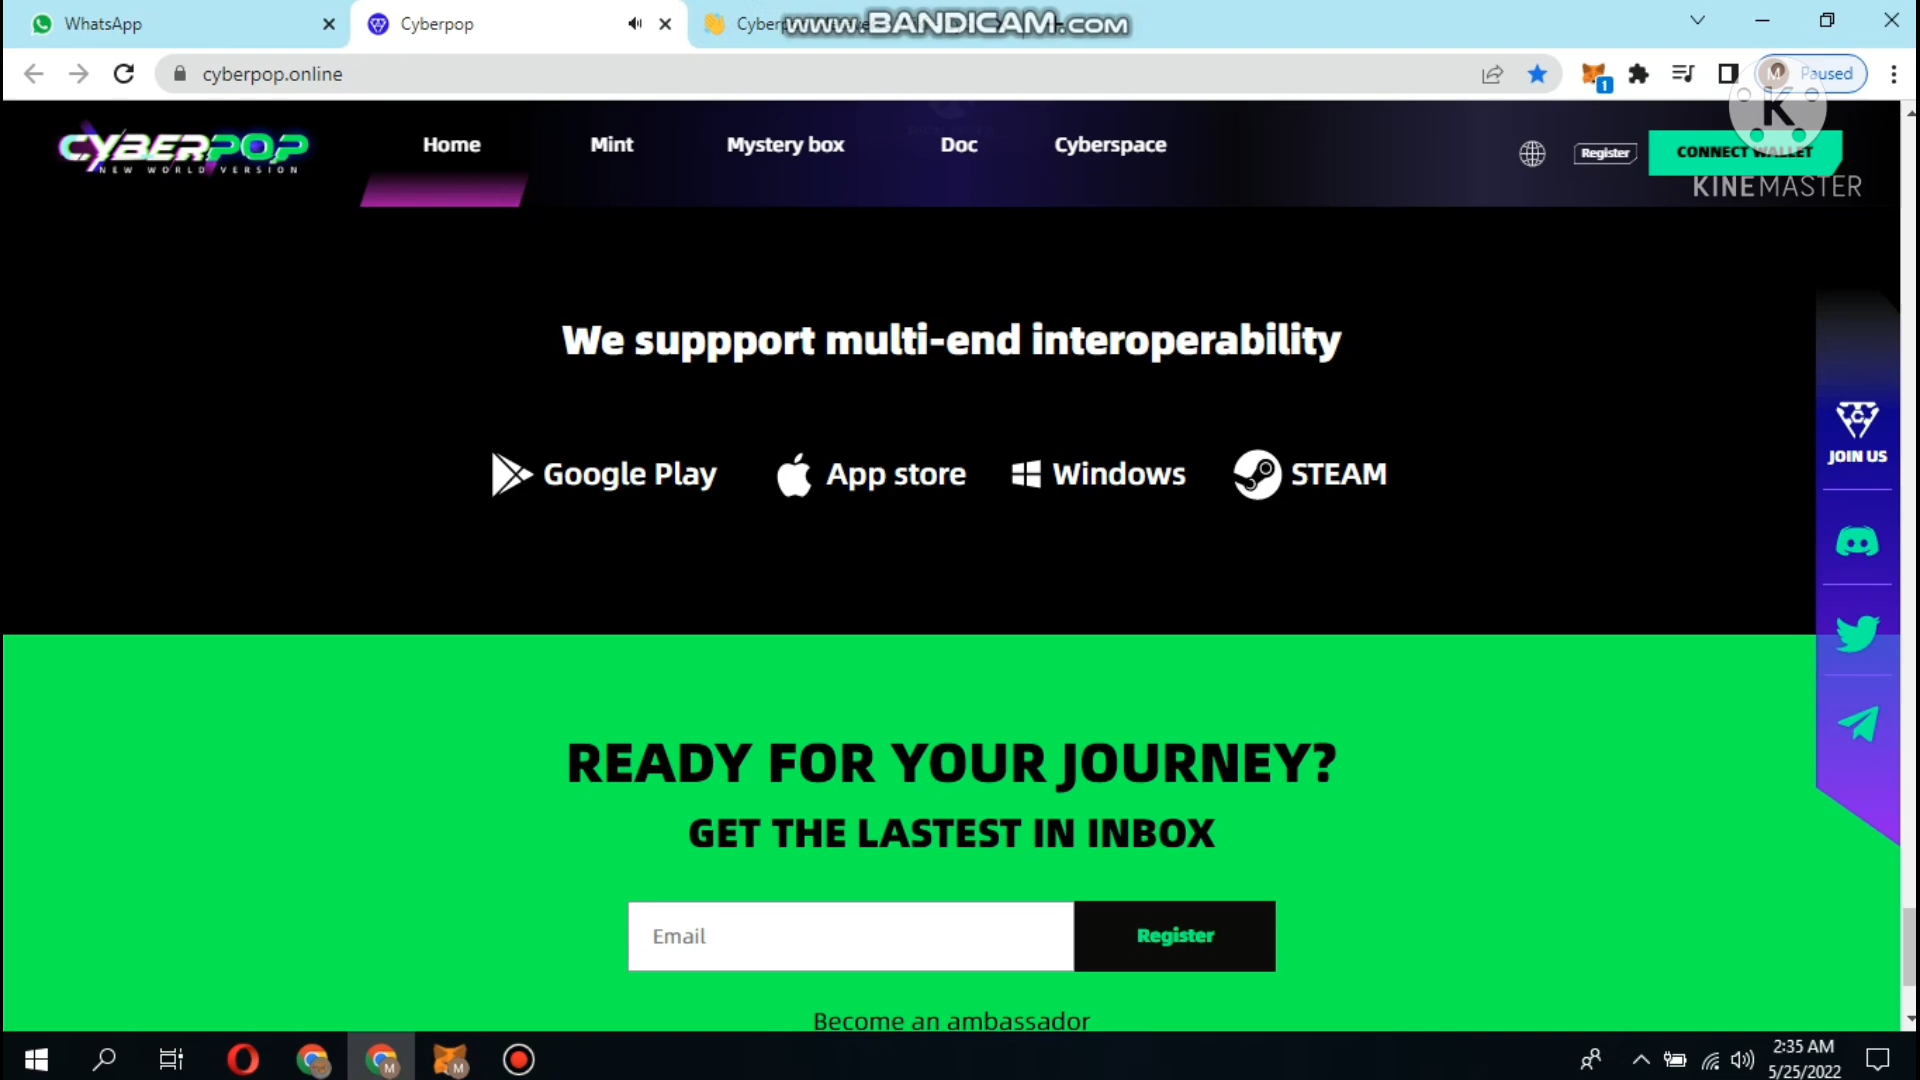 WhatsApp
Cyberpop
www.BANDICAM.com
cyberpop.online
1
M
Paused
K
CYBERPOP
NEW WORLD VERSION
Home
Mint
Mystery box
Doc
Cyberspace
Register
CONNECT WALLET
KINEMASTER
We suppport multi-end interoperability
Google Play
App store
Windows
STEAM
JOIN US
READY FOR YOUR JOURNEY?
GET THE LASTEST IN INBOX
Email
Register
Become an ambassador
M
M
2:35 AM
5/25/2022